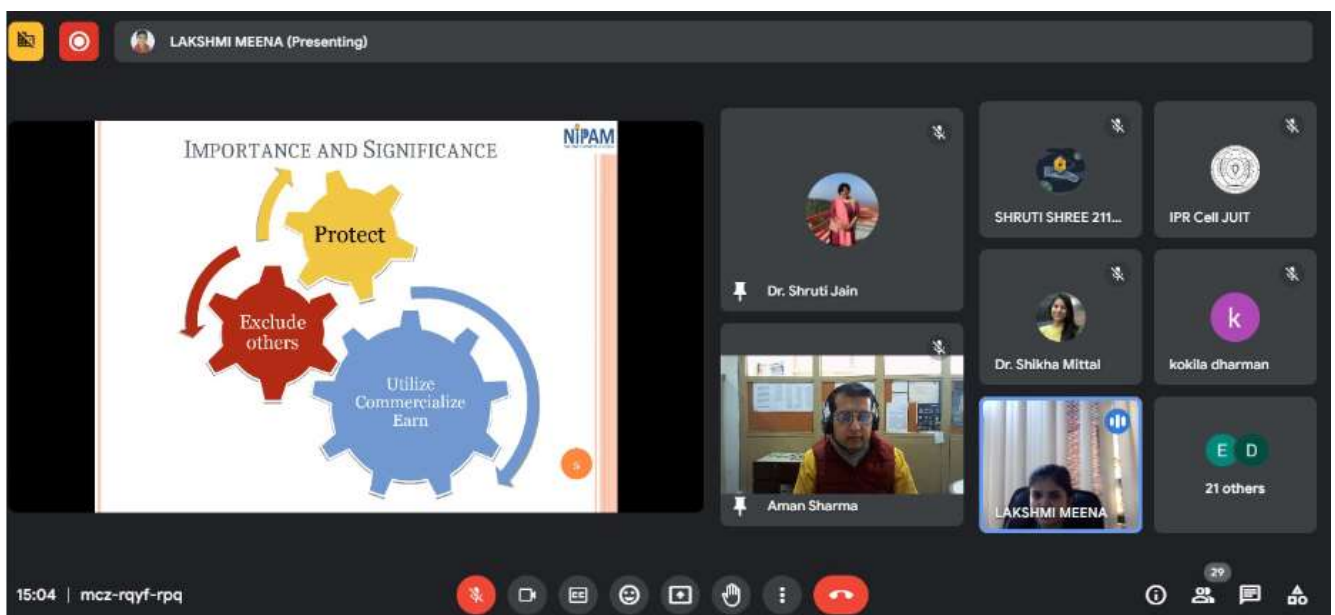 LAKSHMI MEENA (Presenting)
IMPORTANCE AND SIGNIFICANCE
NIPAM
Protect
Exclude
others
Utilize
Commercialize
Earn
5
Dr. Shruti Jain
SHRUTI SHREE 211...
IPR Cell JUIT
Aman Sharma
Dr. Shikha Mittal
k
kokila dharman
LAKSHMI MEENA
E D
21 others
15:04 | mcz-rqyf-rpq
CC
29